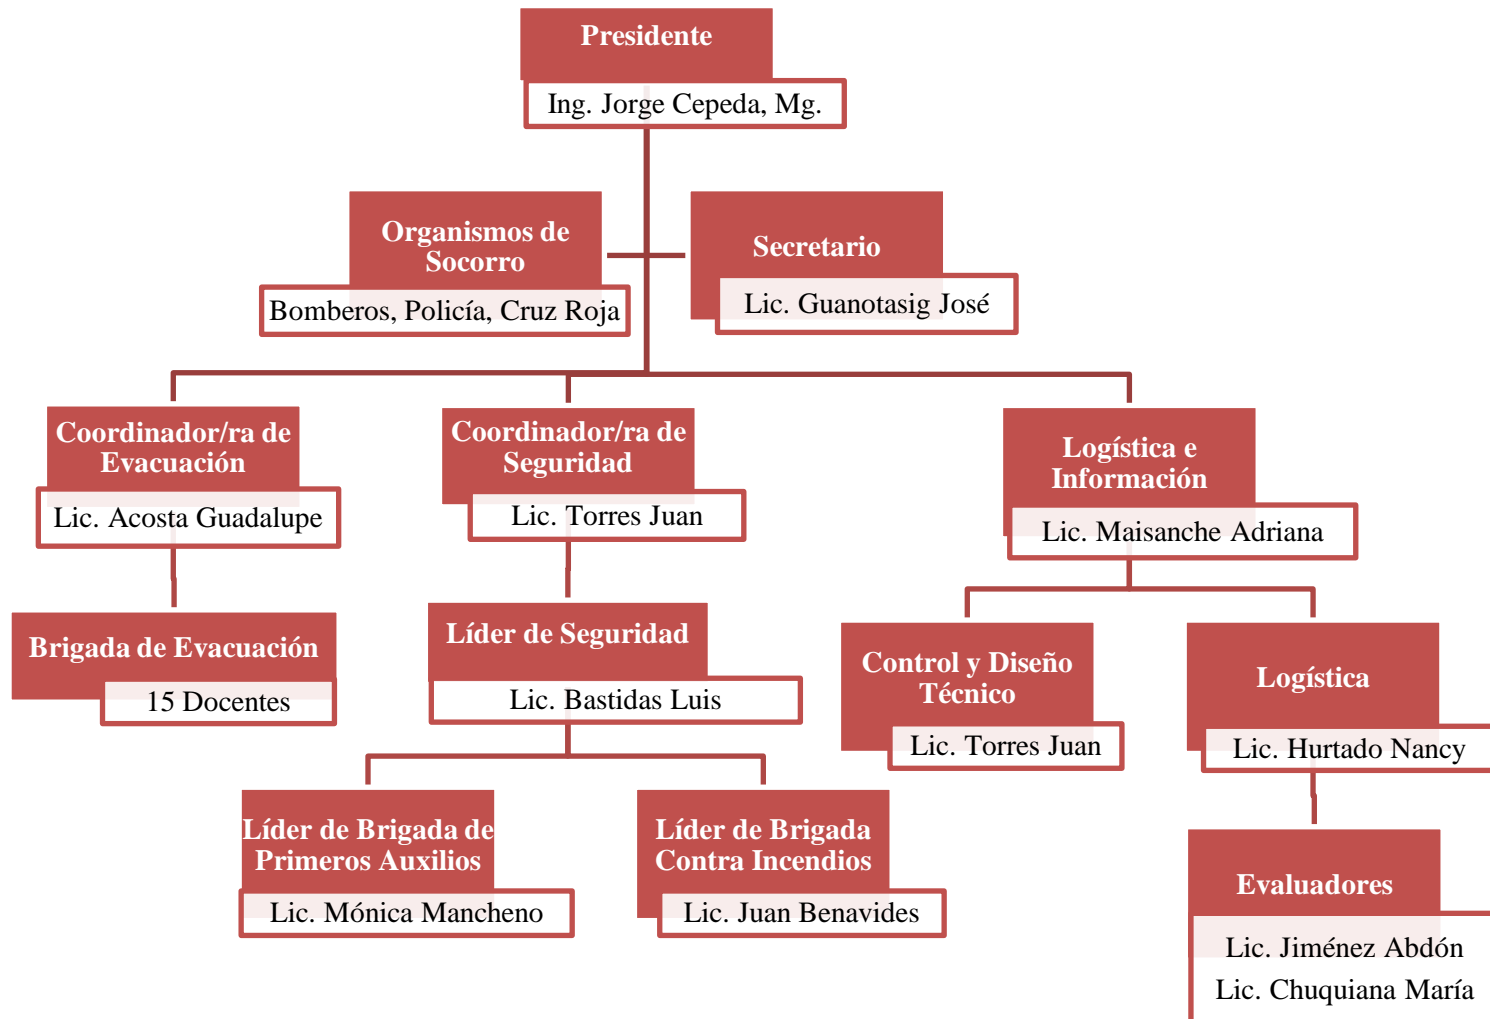 Presidente
Ing. Jorge Cepeda, Mg.
Organismos de
Socorro
Bomberos, Policía, Cruz Roja
Secretario
Lic. Guanotasig José
Coordinador/ra de
Evacuación
Lic. Acosta Guadalupe
Coordinador/ra de
Seguridad
Lic. Torres Juan
Logística e
Información
Lic. Maisanche Adriana
Brigada de Evacuación
15 Docentes
Líder de Seguridad
Lic. Bastidas Luis
Control y Diseño
Técnico
Lic. Torres Juan
Logística
Lic. Hurtado Nancy
Líder de Brigada de
Primeros Auxilios
Lic. Mónica Mancheno
Líder de Brigada
Contra Incendios
Lic. Juan Benavides
Evaluadores
Lic. Jiménez Abdón
Lic. Chuquiana María